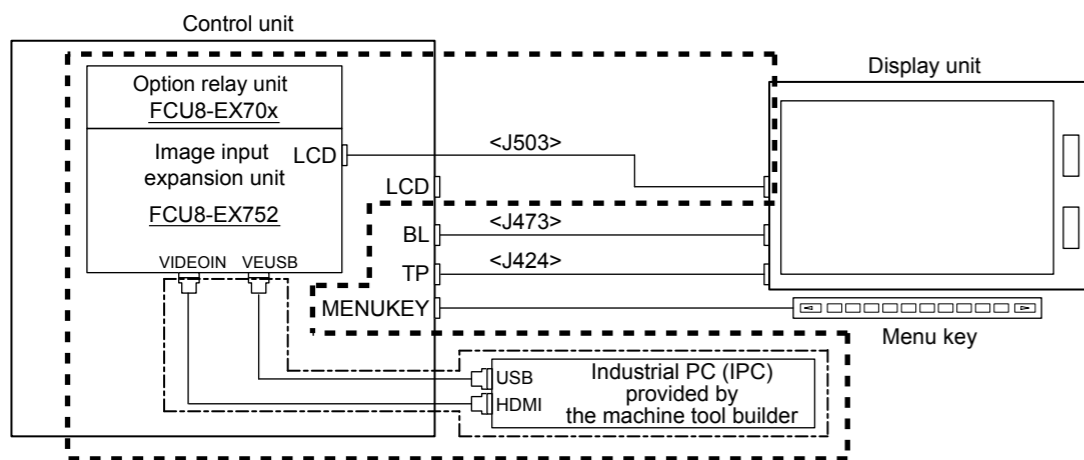 Control unit
Display unit
Option relay unit
FCU8-EX70x
Image input
expansion unit
FCU8-EX752
LCD
<J503>
LCD
BL
<J473>
TP
<J424>
VIDEOIN
VEUSB
MENUKEY
Menu key
USB
HDMI
Industrial PC (IPC)
provided by
the machine tool builder